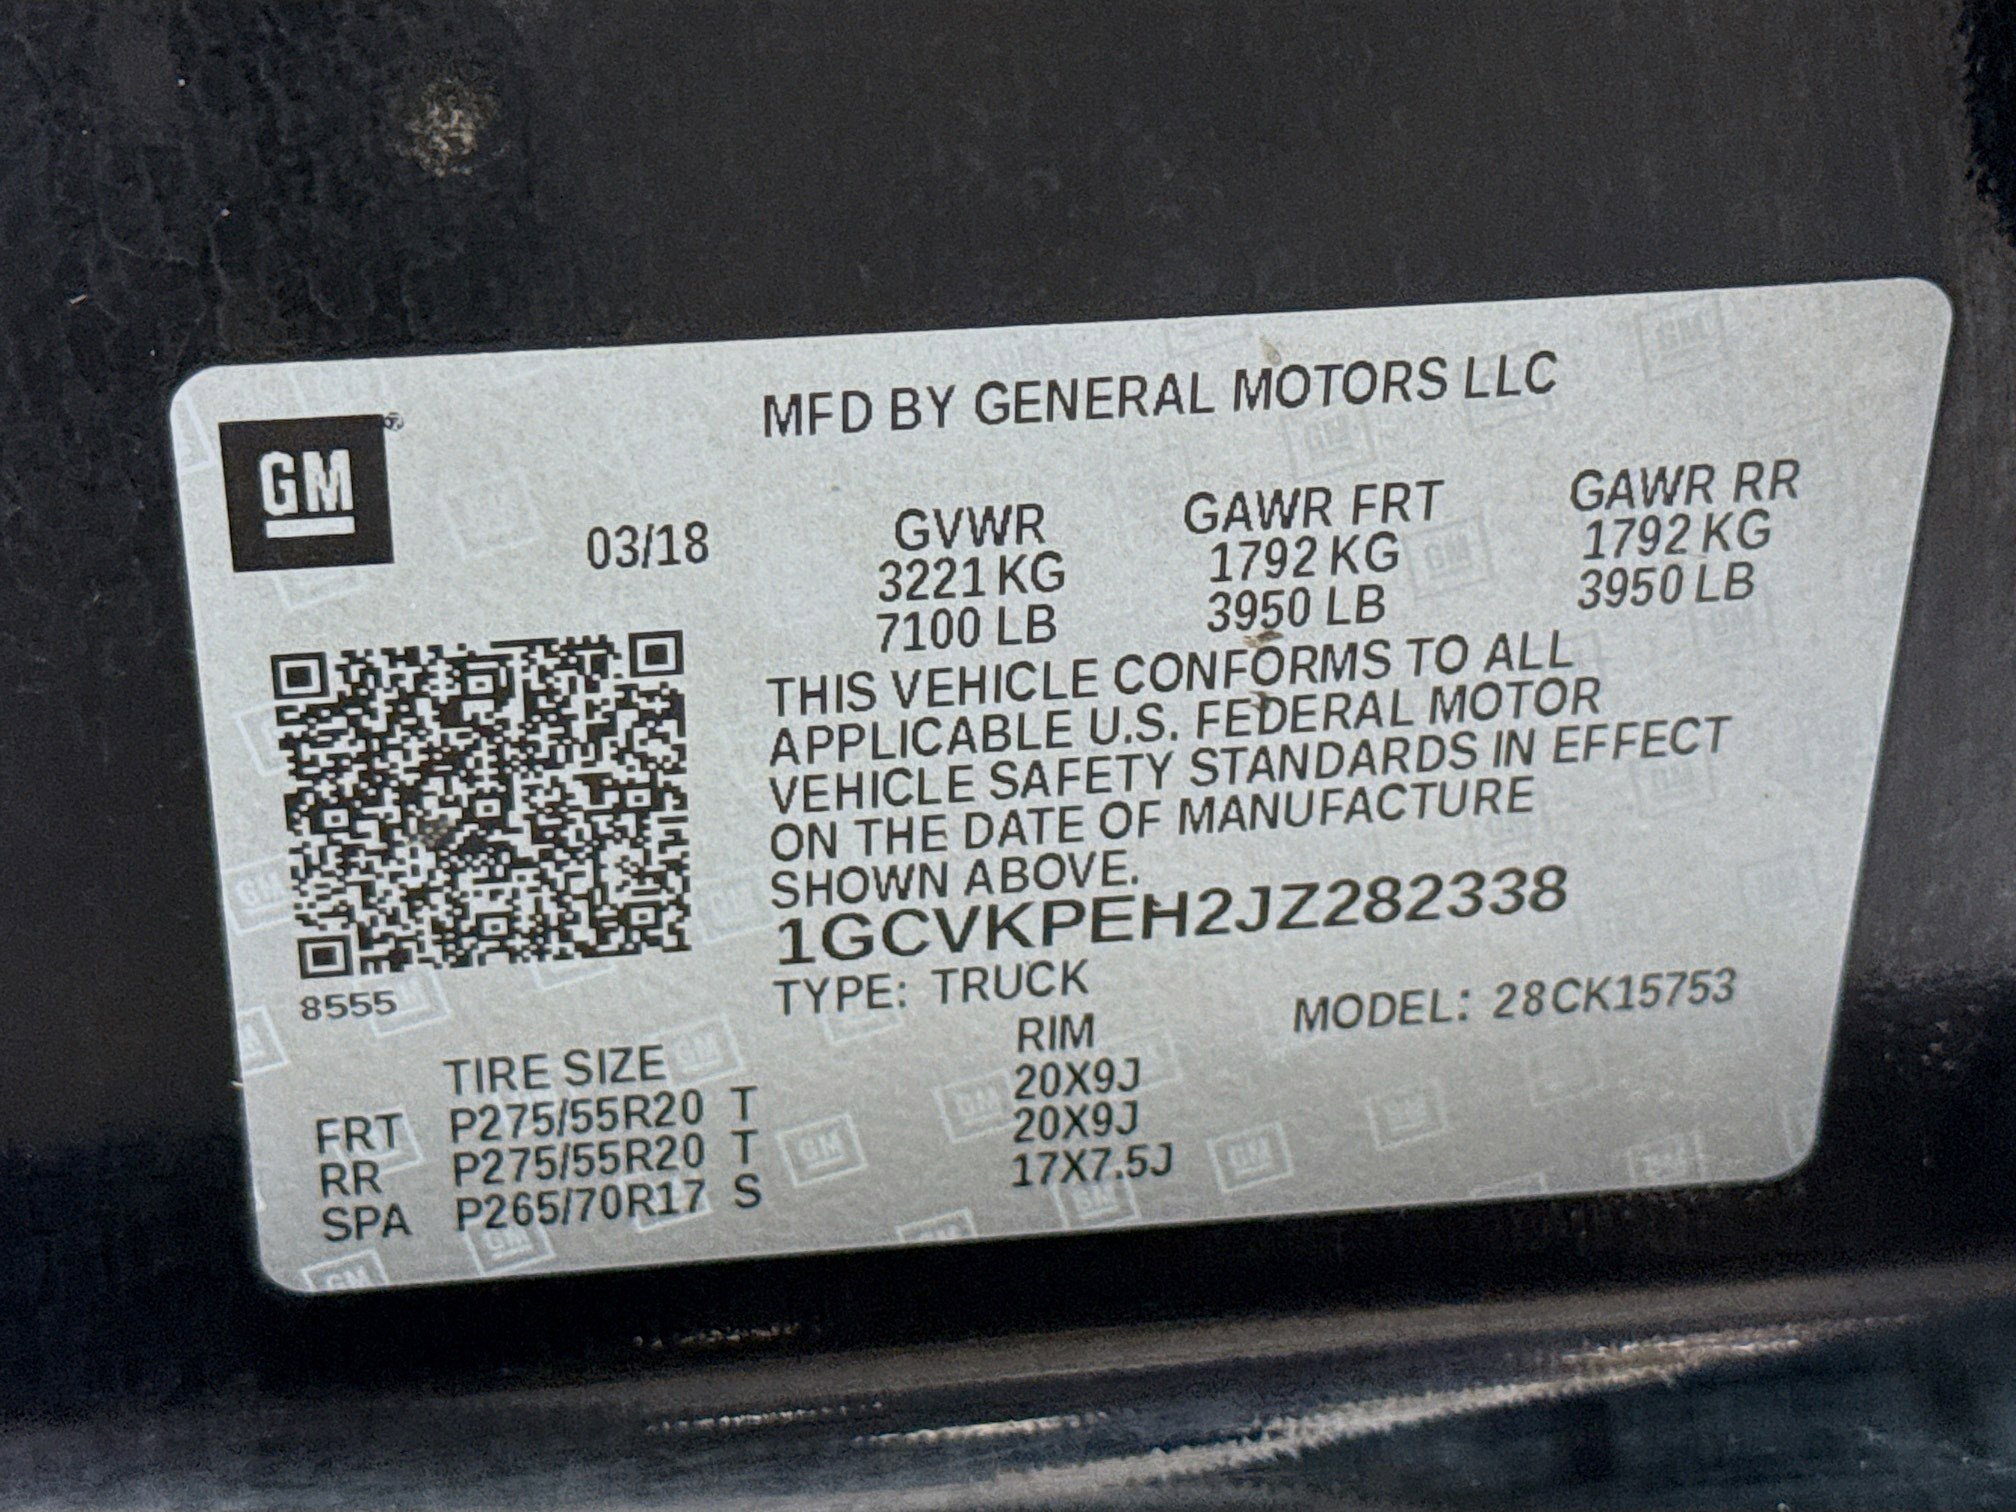 MFD BY GENERAL MOTORS LLC
GM ®
03/18
GVWR GAWR FRT GAWR RR
3221 KG 1792 KG 1792 KG
7100 LB 3950 LB 3950 LB
THIS VEHICLE CONFORMS TO ALL
APPLICABLE U.S. FEDERAL MOTOR
VEHICLE SAFETY STANDARDS IN EFFECT
ON THE DATE OF MANUFACTURE
SHOWN ABOVE.
1GCVKPEH2JZ282338
8555
TYPE: TRUCK MODEL: 28CK15753
TIRE SIZE RIM
FRT P275/55R20 T 20X9J
RR P275/55R20 T 20X9J
SPA P265/70R17 S 17X7.5J